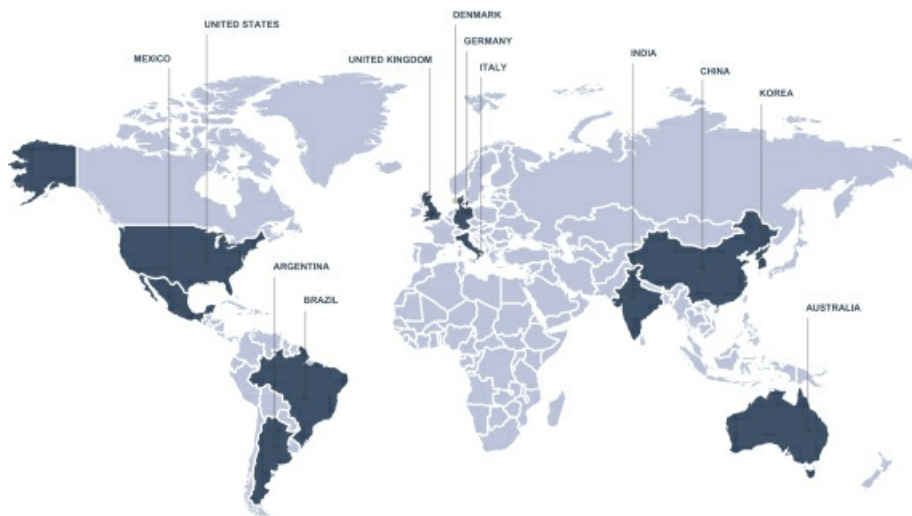 DENMARK
UNITED STATES
GERMANY
MEXICO
UNITED KINGDOM
ITALY
INDIA
CHINA
KOREA
ARGENTINA
BRAZIL
AUSTRALIA